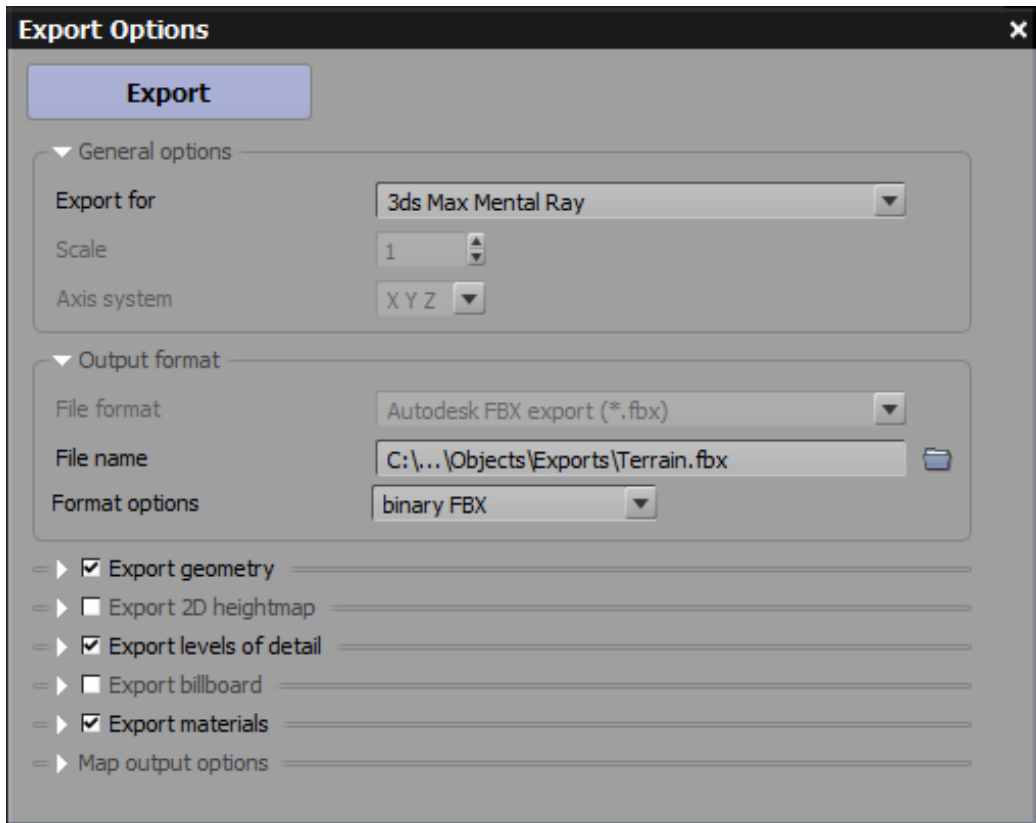 Export Options
Export
General options
Export for 3ds Max Mental Ray
Scale 1
Axis system X Y Z
Output format
File format Autodesk FBX export (*.fbx)
File name C:\...\Objects\Exports\Terrain.fbx
Format options binary FBX
Export geometry
Export 2D heightmap
Export levels of detail
Export billboard
Export materials
Map output options